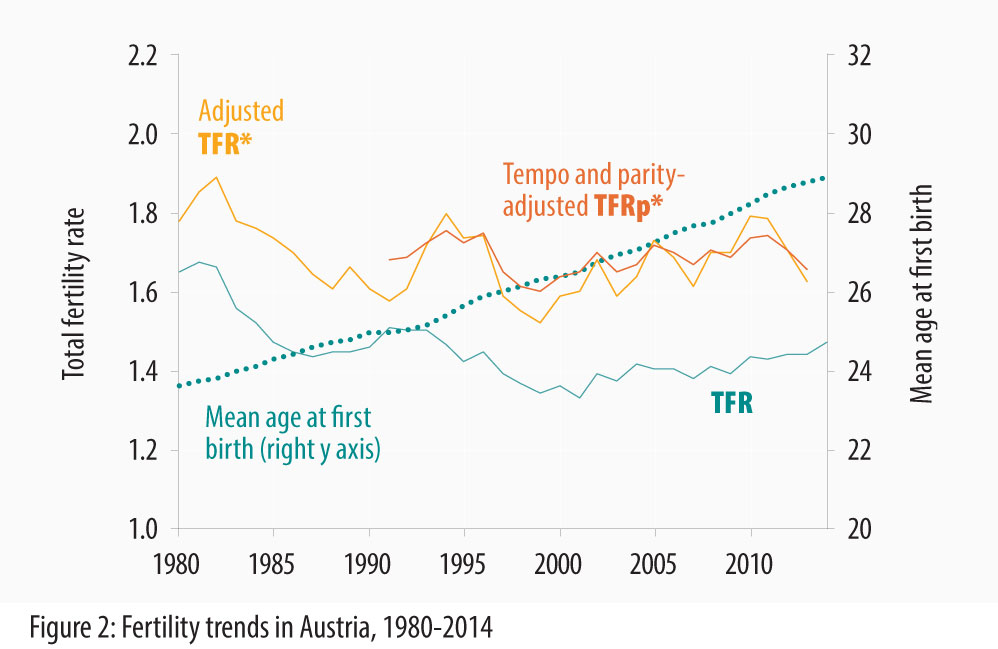 2.2
2.0
1.8
1.6
1.4
1.2
1.0
Total fertility rate
32
30
28
26
24
22
20
Mean age at first birth
Adjusted
TFR*
Tempo and parity-
adjusted TFRp*
Mean age at first
birth (right y axis)
TFR
1980 1985 1990 1995 2000 2005 2010
Figure 2: Fertility trends in Austria, 1980-2014